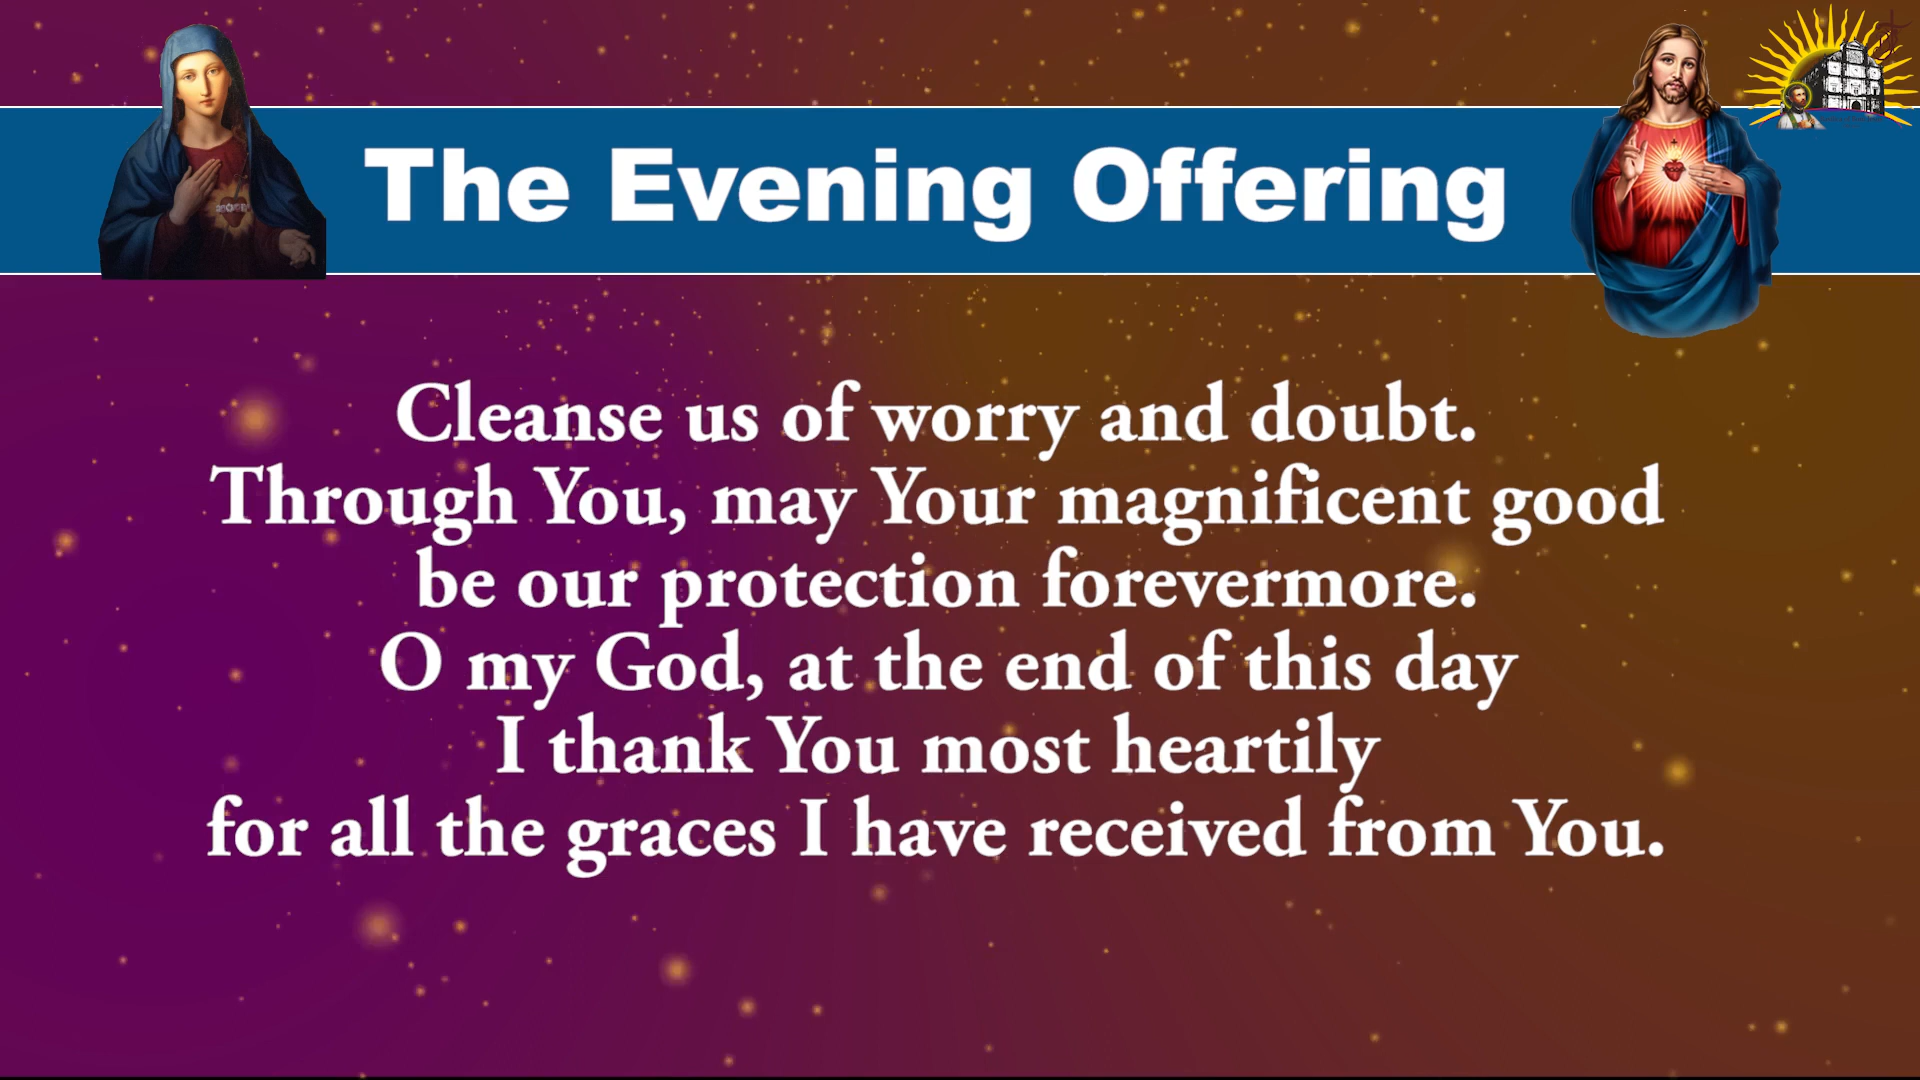 The Evening Offering
Cleanse us of worry and doubt.
Through You, may Your magnificent good
be our protection forevermore.
O my God, at the end of this day
I thank You most heartily
for all the graces I have received from You.